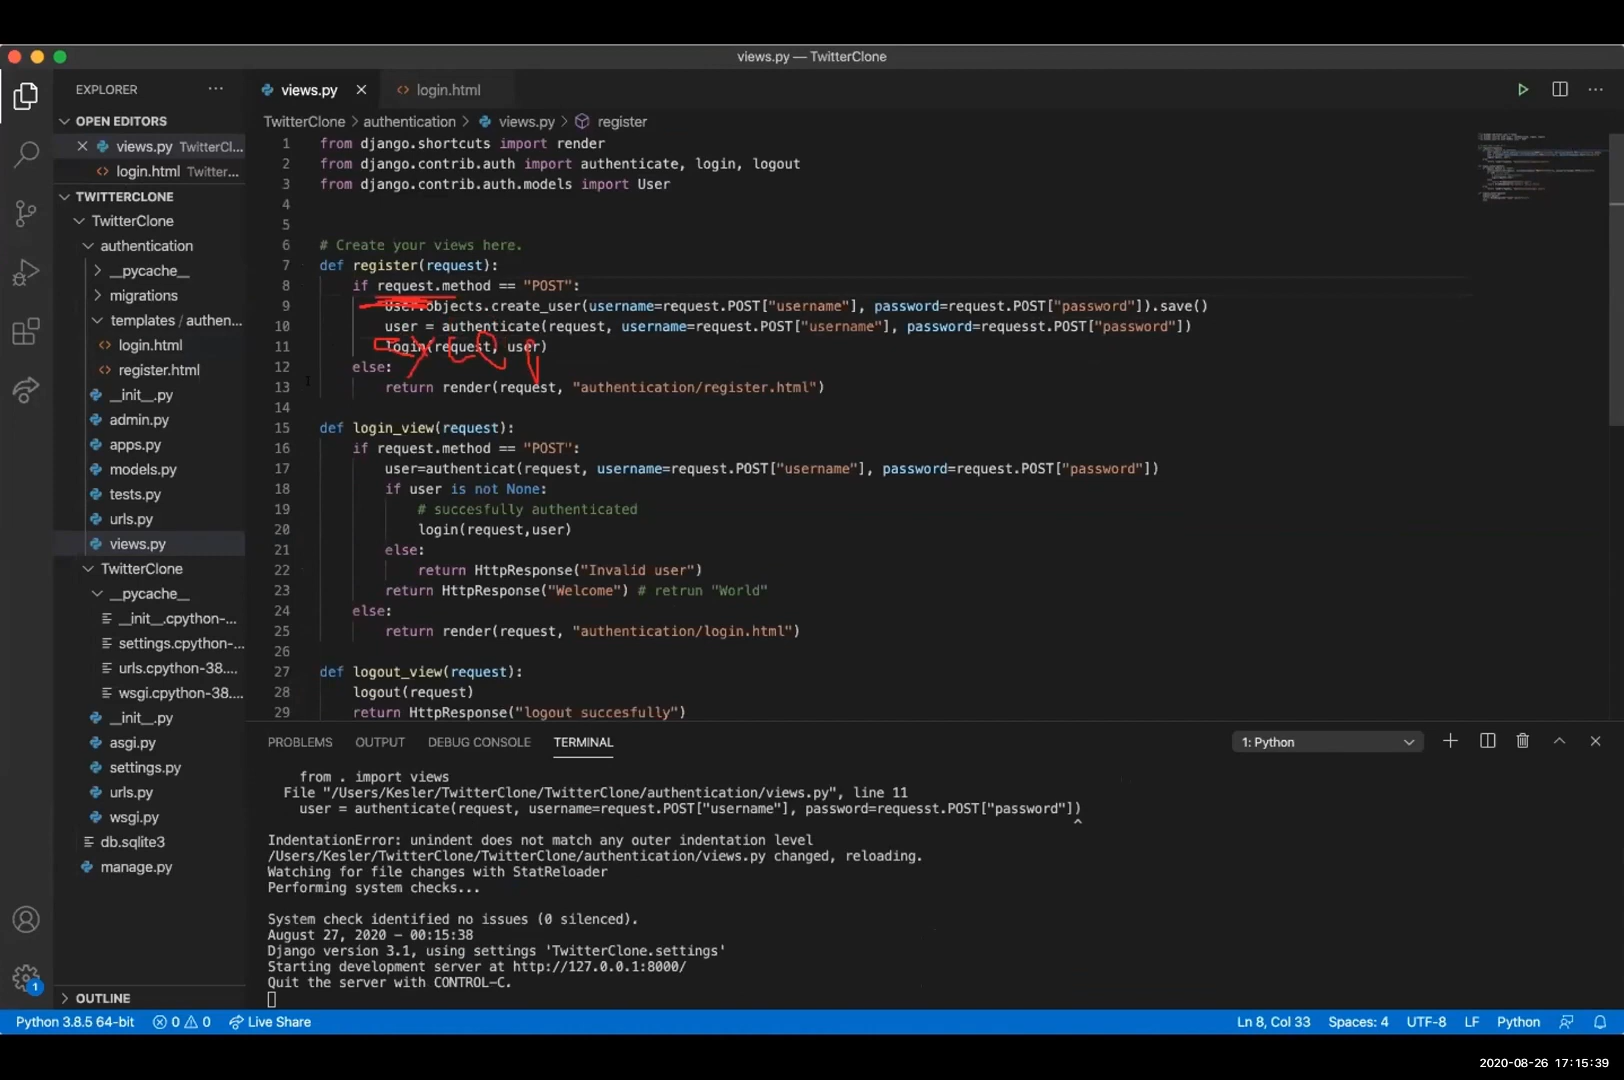 views.py — TwitterClone
EXPLORER
views.py
login.html
OPEN EDITORS
TwitterClone > authentication > views.py > register
views.py TwitterCl...
login.html Twitter...
TWITTERCLONE
TwitterClone
authentication
__pycache__
migrations
templates / authen...
login.html
register.html
__init__.py
admin.py
apps.py
models.py
tests.py
urls.py
views.py
TwitterClone
__pycache__
__init__.cpython-...
settings.cpython-...
urls.cpython-38....
wsgi.cpython-38....
__init__.py
asgi.py
settings.py
urls.py
wsgi.py
db.sqlite3
manage.py
OUTLINE
1 from django.shortcuts import render
2 from django.contrib.auth import authenticate, login, logout
3 from django.contrib.auth.models import User
4
5
6 # Create your views here.
7 def register(request):
8 if request.method == "POST":
9 User.objects.create_user(username=request.POST["username"], password=request.POST["password"]).save()
10 user = authenticate(request, username=request.POST["username"], password=requesst.POST["password"])
11 login(request, user)
12 else:
13 return render(request, "authentication/register.html")
14
15 def login_view(request):
16 if request.method == "POST":
17 user=authenticat(request, username=request.POST["username"], password=request.POST["password"])
18 if user is not None:
19 # succesfully authenticated
20 login(request,user)
21 else:
22 return HttpResponse("Invalid user")
23 return HttpResponse("Welcome") # retrun "World"
24 else:
25 return render(request, "authentication/login.html")
26
27 def logout_view(request):
28 logout(request)
29 return HttpResponse("logout succesfully")
PROBLEMS OUTPUT DEBUG CONSOLE TERMINAL
1: Python
from . import views
File "/Users/Kesler/TwitterClone/TwitterClone/authentication/views.py", line 11
user = authenticate(request, username=request.POST["username"], password=requesst.POST["password"])
^
IndentationError: unindent does not match any outer indentation level
/Users/Kesler/TwitterClone/TwitterClone/authentication/views.py changed, reloading.
Watching for file changes with StatReloader
Performing system checks...
System check identified no issues (0 silenced).
August 27, 2020 – 00:15:38
Django version 3.1, using settings 'TwitterClone.settings'
Starting development server at http://127.0.0.1:8000/
Quit the server with CONTROL-C.
1
Python 3.8.5 64-bit 0 0 Live Share
Ln 8, Col 33 Spaces: 4 UTF-8 LF Python
2020-08-26 17:15:39